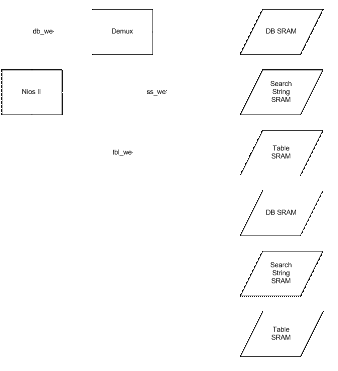 db_we
Demux
DB SRAM
Nios II
ss_we
Search
String
SRAM
tbl_we
Table
SRAM
DB SRAM
Search
String
SRAM
Table
SRAM